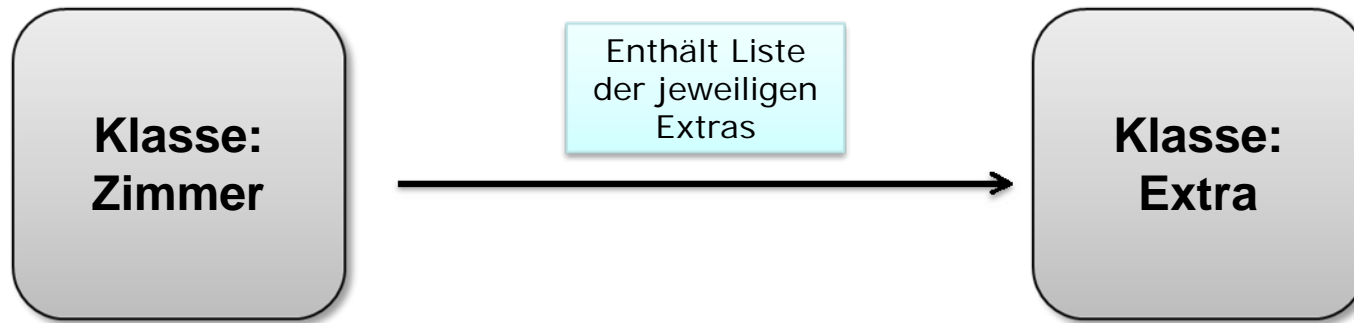 Klasse:
Zimmer
Enthält Liste
der jeweiligen
Extras
Klasse:
Extra